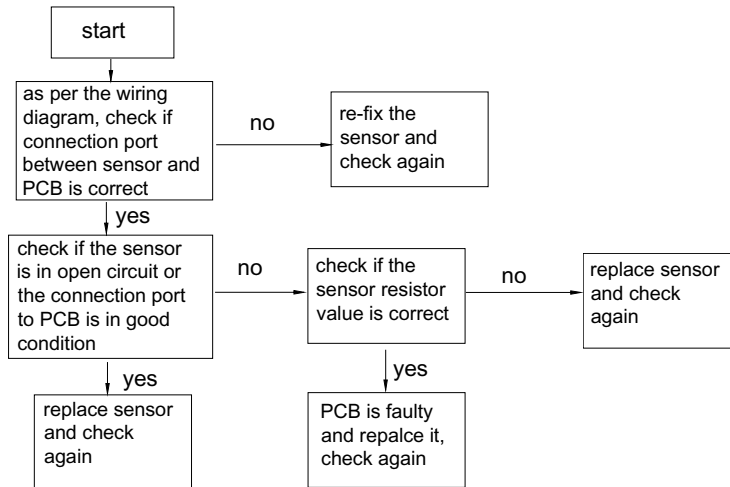 start
as per the wiring
diagram, check if
connection port
between sensor and
PCB is correct
no
re-fix the
sensor and
check again
yes
check if the sensor
is in open circuit or
the connection port
to PCB is in good
condition
no
check if the
sensor resistor
value is correct
no
replace sensor
and check
again
yes
replace sensor
and check
again
yes
PCB is faulty
and repalce it,
check again